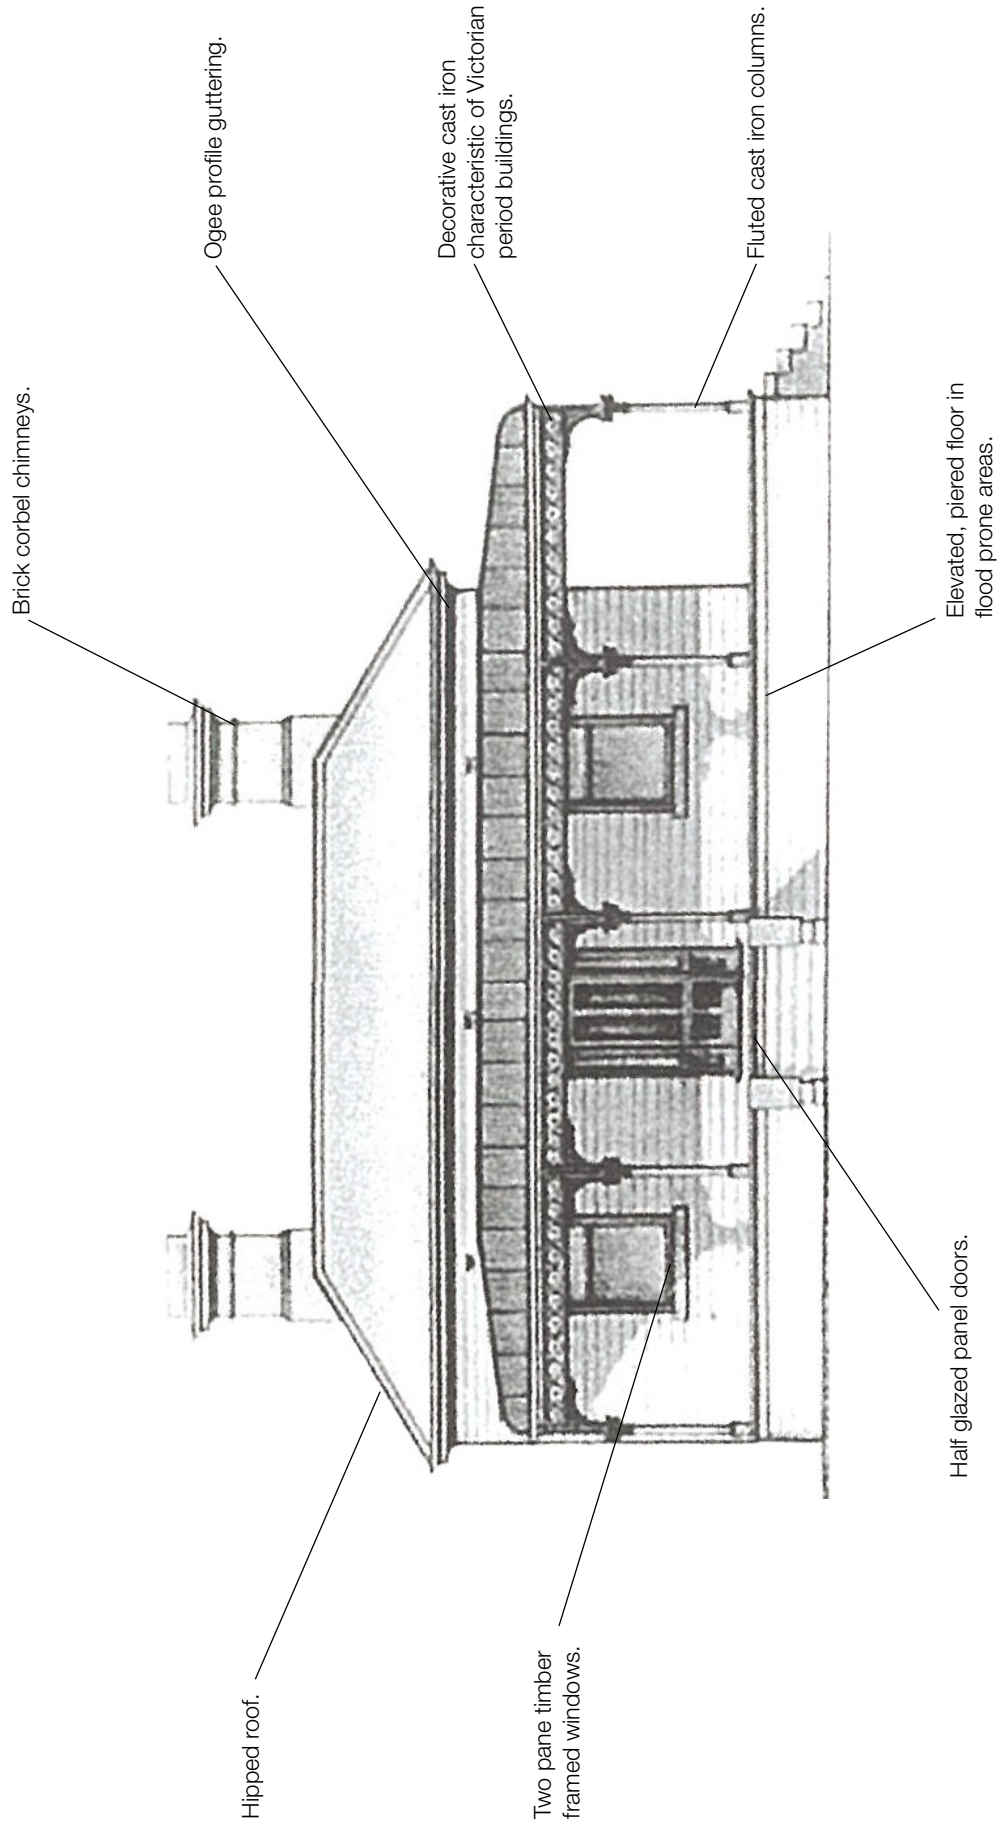 Brick corbel chimneys.
Ogee profile guttering.
Hipped roof.
Decorative cast iron
characteristic of Victorian
period buildings.
Two pane timber
framed windows.
Fluted cast iron columns.
Half glazed panel doors.
Elevated, piered floor in
flood prone areas.